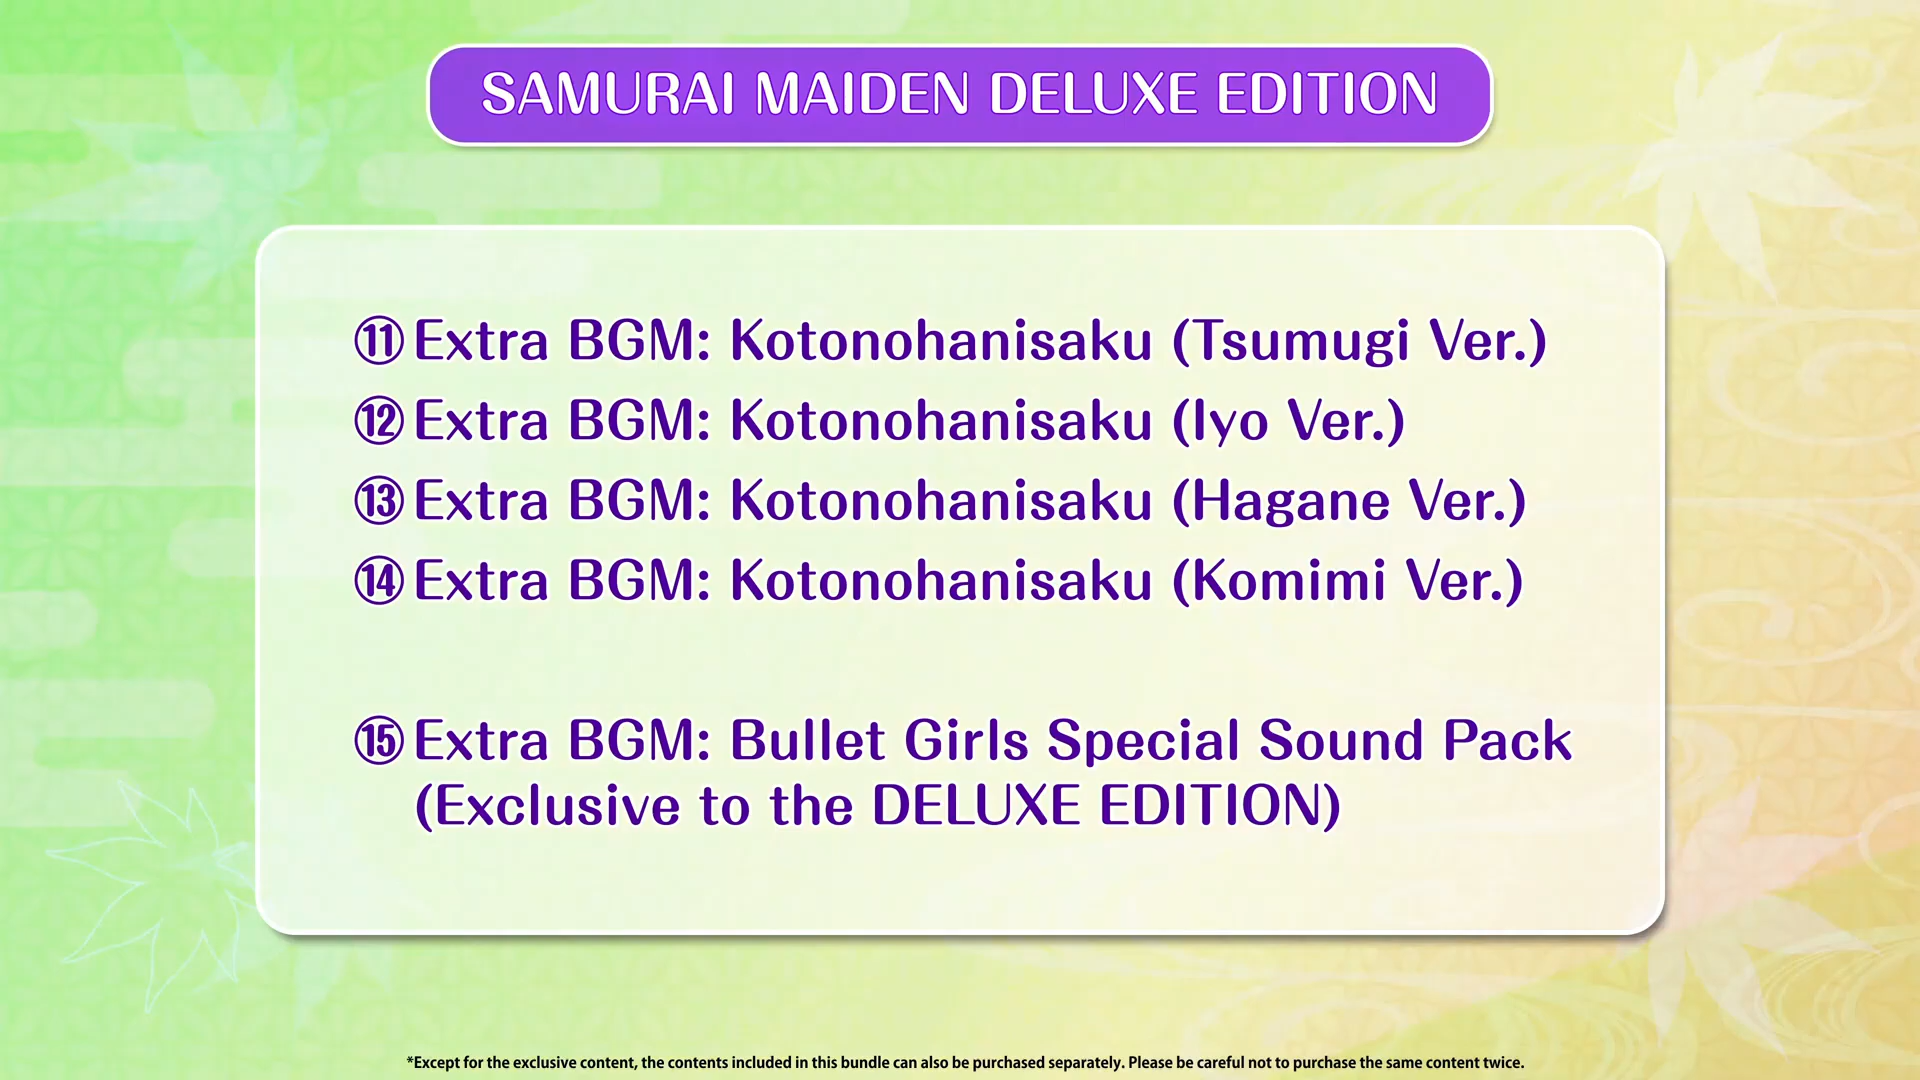 SAMURAI MAIDEN DELUXE EDITION
⑪Extra BGM: Kotonohanisaku (Tsumugi Ver.)
⑫Extra BGM: Kotonohanisaku (Iyo Ver.)
⑬Extra BGM: Kotonohanisaku (Hagane Ver.)
⑭Extra BGM: Kotonohanisaku (Komimi Ver.)
⑮Extra BGM: Bullet Girls Special Sound Pack
(Exclusive to the DELUXE EDITION)
*Except for the exclusive content, the contents included in this bundle can also be purchased separately. Please be careful not to purchase the same content twice.